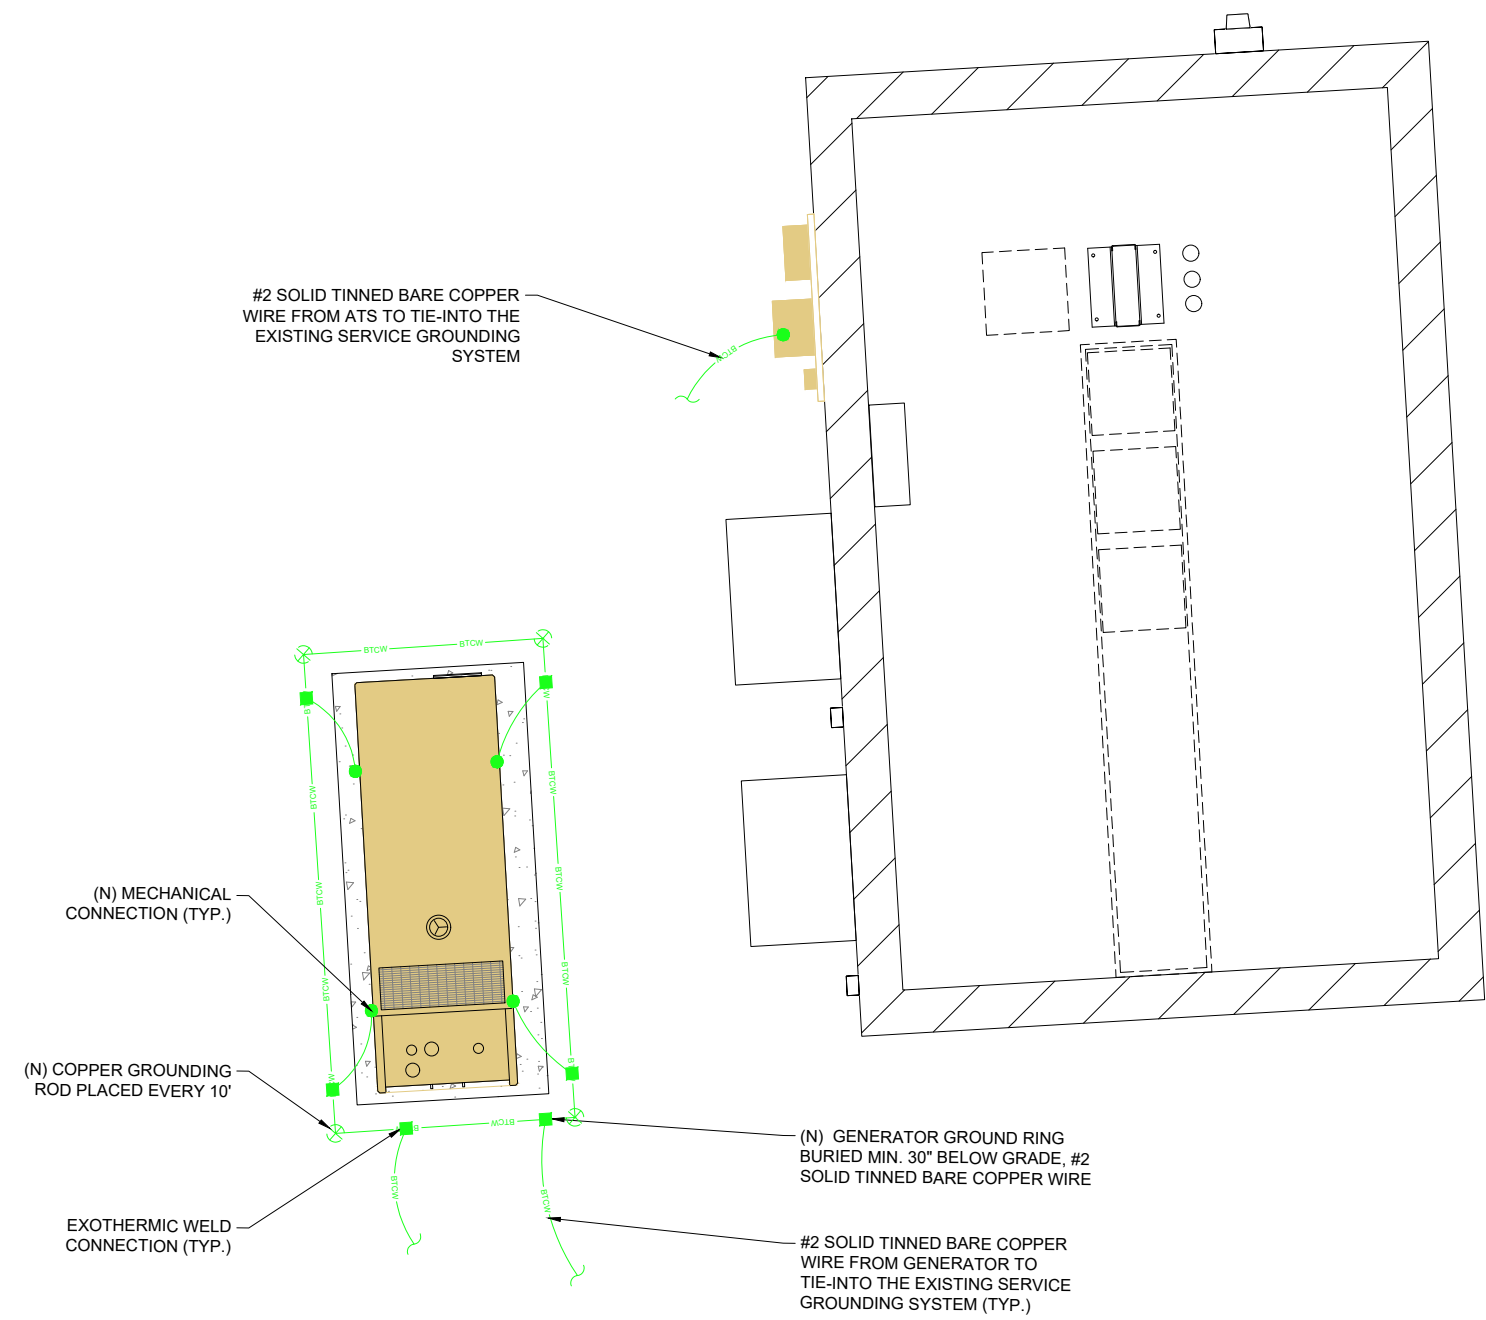 #2 SOLID TINNED BARE COPPER
WIRE FROM ATS TO TIE-INTO THE
EXISTING SERVICE GROUNDING
SYSTEM
BTCW
BTCW
BTCW
BTCW
BTCW
BTCW
BTCW
BTCW
BTCW
BTCW
(N) MECHANICAL
CONNECTION (TYP.)
(N) COPPER GROUNDING
ROD PLACED EVERY 10'
BTCW
EXOTHERMIC WELD
CONNECTION (TYP.)
BTCW
BTCW
(N)  GENERATOR GROUND RING
BURIED MIN. 30" BELOW GRADE, #2
SOLID TINNED BARE COPPER WIRE
#2 SOLID TINNED BARE COPPER
WIRE FROM GENERATOR TO
TIE-INTO THE EXISTING SERVICE
GROUNDING SYSTEM (TYP.)